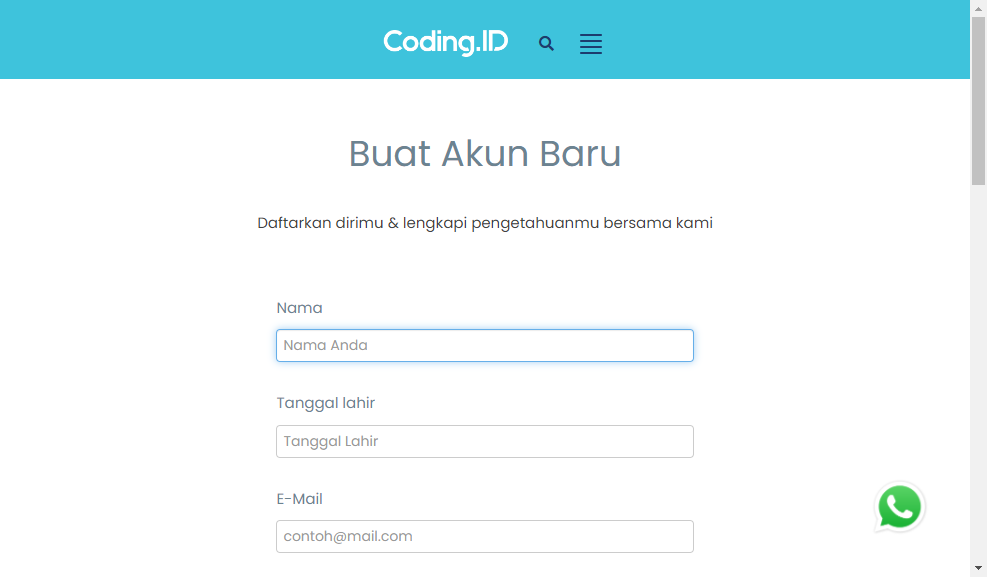 Coding.ID
Buat Akun Baru
Daftarkan dirimu & lengkapi pengetahuanmu bersama kami
Nama
Nama Anda
Tanggal lahir
Tanggal Lahir
E-Mail
contoh@mail.com